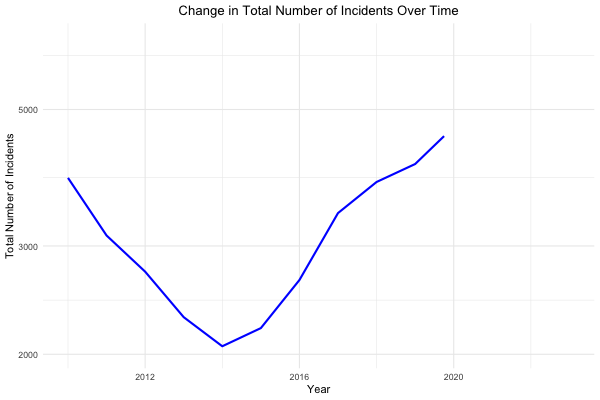 Change in Total Number of Incidents Over Time
Total Number of Incidents
5000
3000
2000
2012
2016
2020
Year